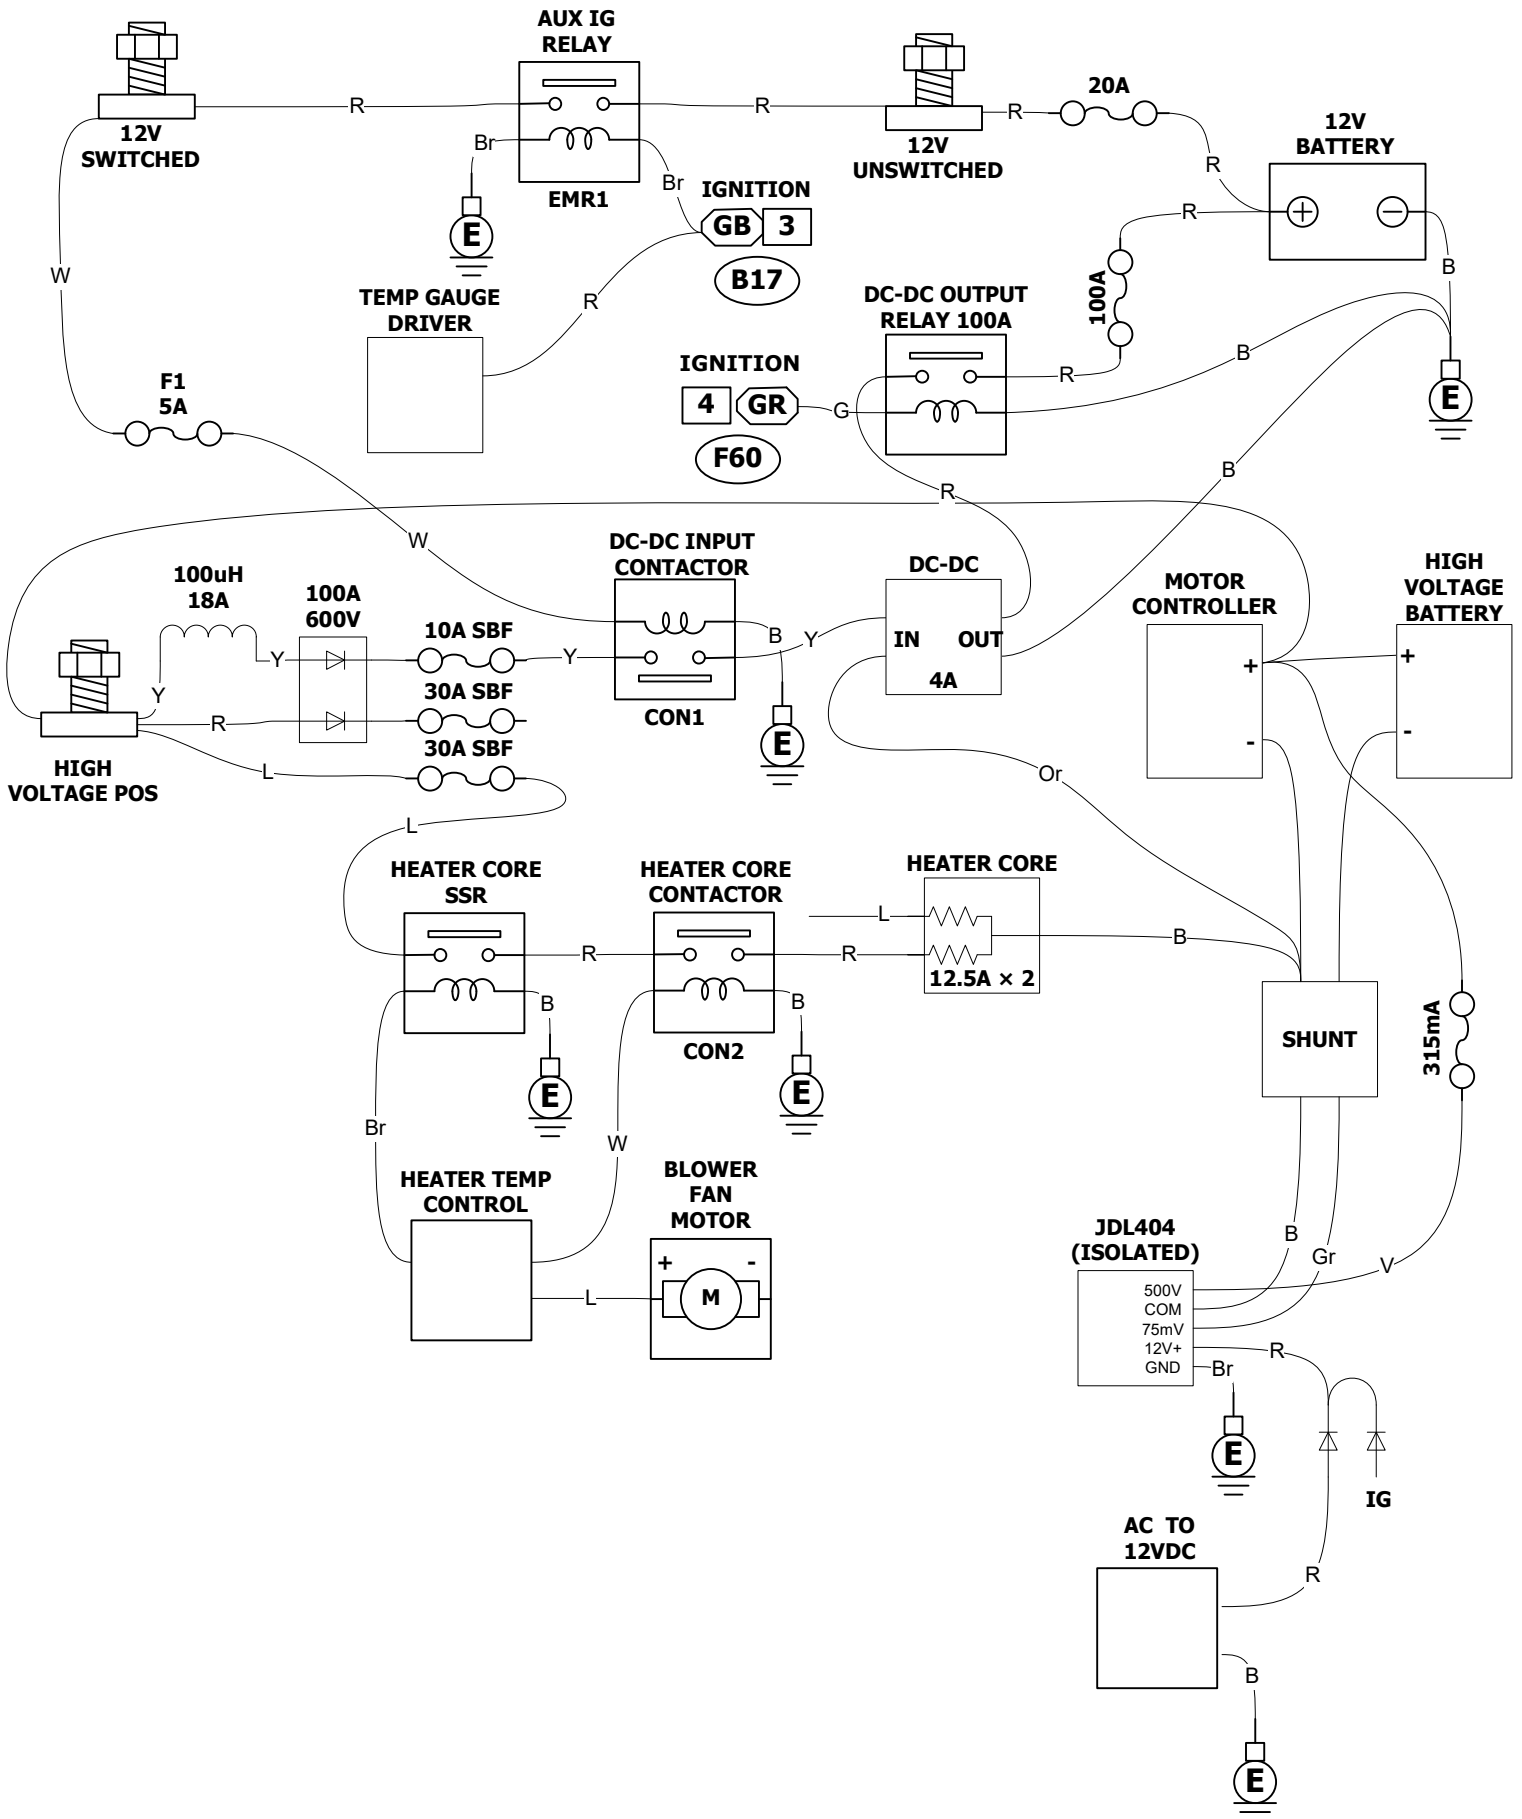 AUX IG
RELAY
20A
R
R
R
12V
SWITCHED
12V
UNSWITCHED
12V
BATTERY
Br
R
Br
EMR1
IGNITION
GB 3
E
B17
R
+ −
W
R
TEMP GAUGE
DRIVER
DC-DC OUTPUT
RELAY 100A
100A
B
IGNITION
4 GR
G
F60
R
B
E
F1
5A
R
B
W
DC-DC INPUT
CONTACTOR
DC-DC
IN OUT
4A
MOTOR
CONTROLLER
+
-
HIGH
VOLTAGE
BATTERY
+
-
100uH
18A
100A
600V
10A SBF
Y
Y
Y
B
Y
30A SBF
R
CON1
E
30A SBF
HIGH
VOLTAGE POS
L
Or
L
HEATER CORE
SSR
HEATER CORE
CONTACTOR
HEATER CORE
L
R
R
B
12.5A × 2
B
B
CON2
E
E
SHUNT
315mA
Br
W
HEATER TEMP
CONTROL
BLOWER
FAN
MOTOR
+ -
M
L
JDL404
(ISOLATED)
B
Gr
V
500V
COM
75mV
12V+
GND
R
Br
E
IG
AC TO
12VDC
R
B
E